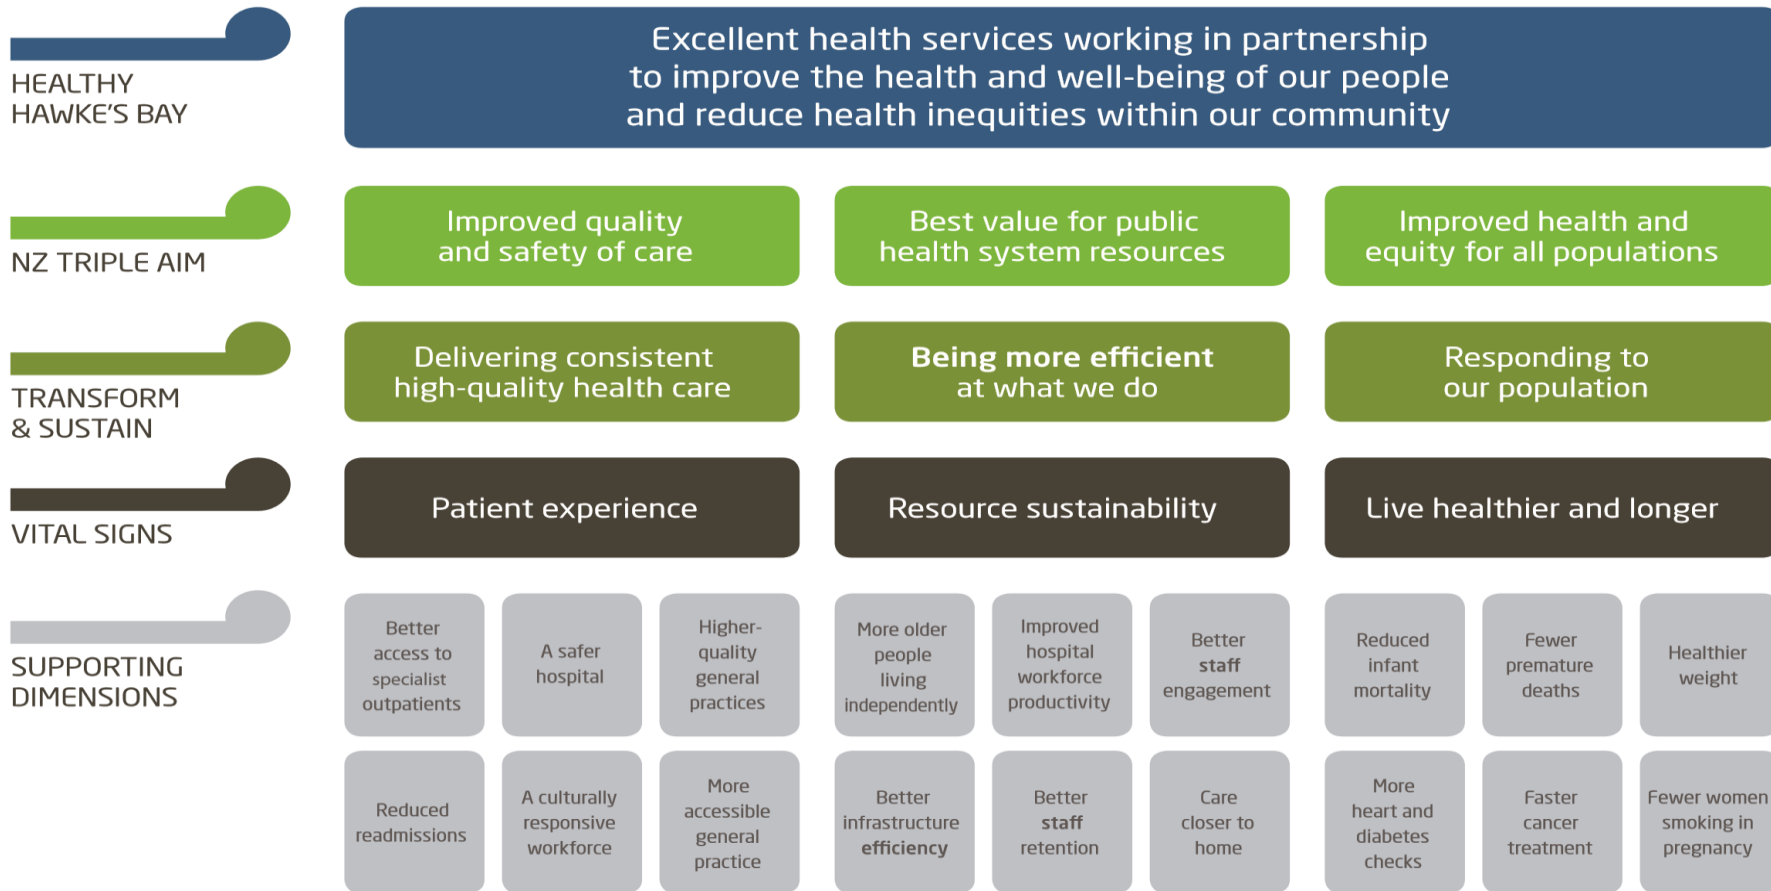 HEALTHY
HAWKE'S BAY
Excellent health services working in partnership
to improve the health and well-being of our people
and reduce health inequities within our community
NZ TRIPLE AIM
Improved quality
and safety of care
Best value for public
health system resources
Improved health and
equity for all populations
TRANSFORM
& SUSTAIN
Delivering consistent
high-quality health care
Being more efficient
at what we do
Responding to
our population
VITAL SIGNS
Patient experience
Resource sustainability
Live healthier and longer
SUPPORTING
DIMENSIONS
Better
access to
specialist
outpatients
A safer
hospital
Higher-
quality
general
practices
More older
people
living
independently
Improved
hospital
workforce
productivity
Better
staff
engagement
Reduced
infant
mortality
Fewer
premature
deaths
Healthier
weight
Reduced
readmissions
A culturally
responsive
workforce
More
accessible
general
practice
Better
infrastructure
efficiency
Better
staff
retention
Care
closer to
home
More
heart and
diabetes
checks
Faster
cancer
treatment
Fewer women
smoking in
pregnancy